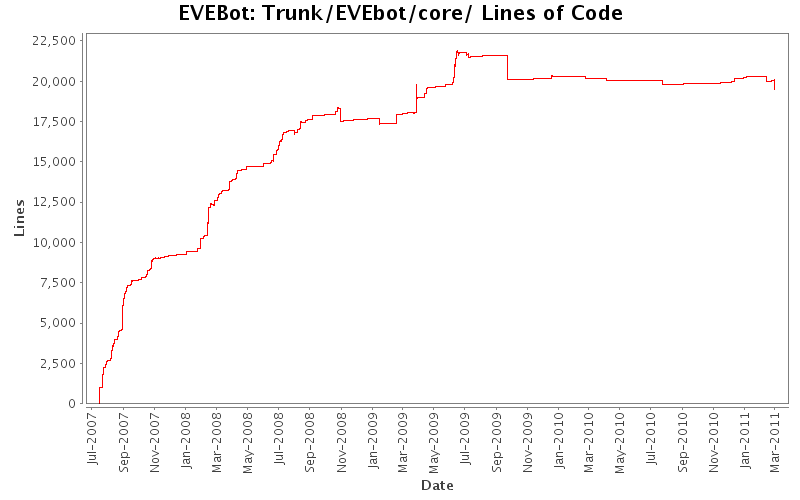 EVEBot: Trunk/EVEbot/core/ Lines of Code
Lines
22,500
20,000
17,500
15,000
12,500
10,000
7,500
5,000
2,500
0
Jul-2007
Sep-2007
Nov-2007
Jan-2008
Mar-2008
May-2008
Jul-2008
Sep-2008
Nov-2008
Jan-2009
Mar-2009
May-2009
Jul-2009
Sep-2009
Nov-2009
Jan-2010
Mar-2010
May-2010
Jul-2010
Sep-2010
Nov-2010
Jan-2011
Mar-2011
Date